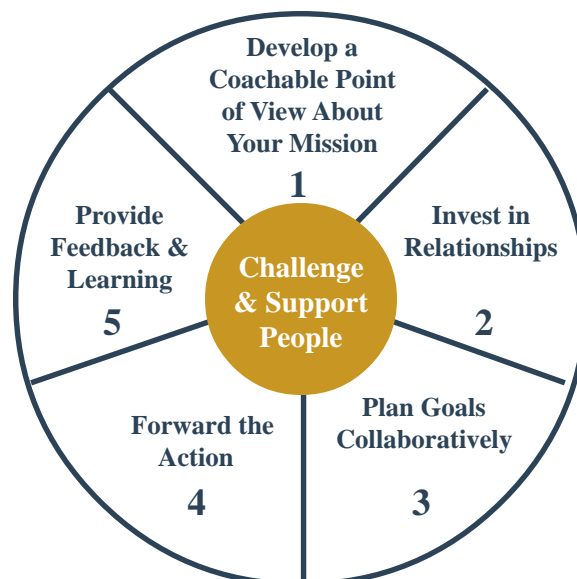 Develop a
Coachable Point
of View About
Your Mission
1
Invest in
Relationships
2
Plan Goals
Collaboratively
3
Forward the
Action
4
Provide
Feedback &
Learning
5
Challenge
& Support
People